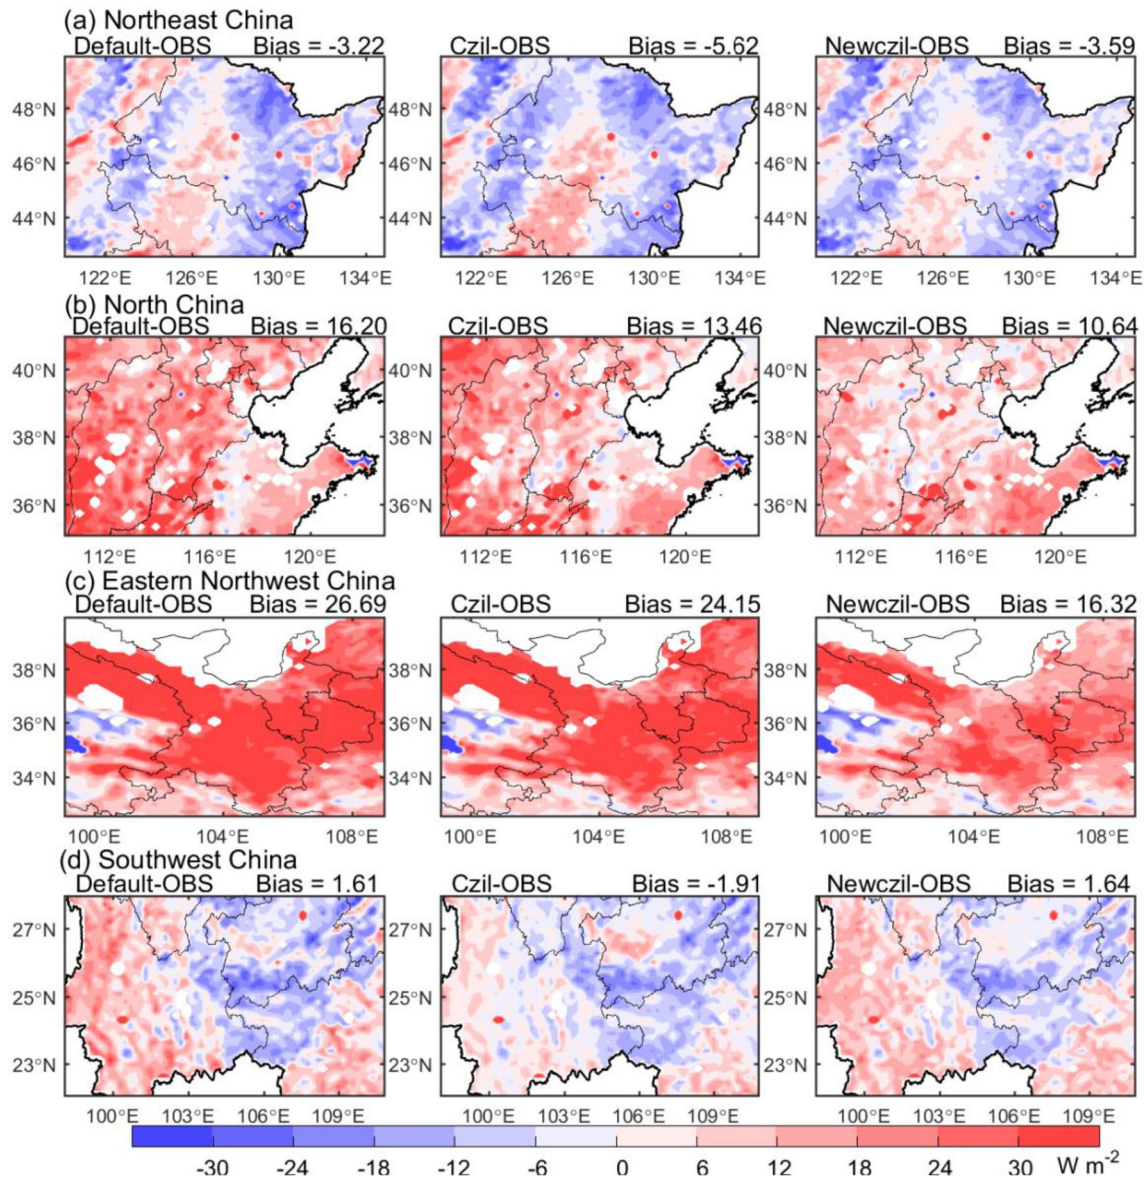 (a) Northeast China
Default-OBS Bias = -3.22 Czil-OBS Bias = -5.62 Newczil-OBS Bias = -3.59
48°N 48°N 48°N
46°N 46°N 46°N
44°N 44°N 44°N
122°E 126°E 130°E 134°E 122°E 126°E 130°E 134°E 122°E 126°E 130°E 134°E
(b) North China
Default-OBS Bias = 16.20 Czil-OBS Bias = 13.46 Newczil-OBS Bias = 10.64
40°N 40°N 40°N
38°N 38°N 38°N
36°N 36°N 36°N
112°E 116°E 120°E 112°E 116°E 120°E 112°E 116°E 120°E
(c) Eastern Northwest China
Default-OBS Bias = 26.69 Czil-OBS Bias = 24.15 Newczil-OBS Bias = 16.32
38°N 38°N 38°N
36°N 36°N 36°N
34°N 34°N 34°N
100°E 104°E 108°E 100°E 104°E 108°E 100°E 104°E 108°E
(d) Southwest China
Default-OBS Bias = 1.61 Czil-OBS Bias = -1.91 Newczil-OBS Bias = 1.64
27°N 27°N 27°N
25°N 25°N 25°N
23°N 23°N 23°N
100°E 103°E 106°E 109°E 100°E 103°E 106°E 109°E 100°E 103°E 106°E 109°E
-30 -24 -18 -12 -6 0 6 12 18 24 30 W m⁻²